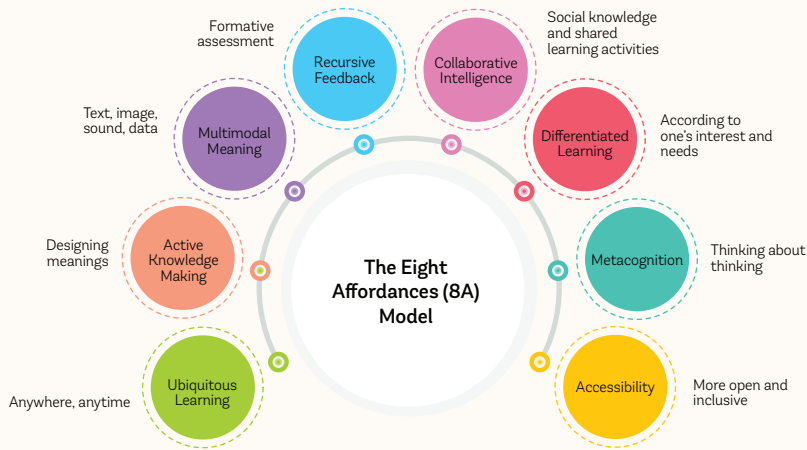 Formative
assessment
Recursive
Feedback
Collaborative
Intelligence
Social knowledge
and shared
learning activities
Text, image,
sound, data
Multimodal
Meaning
Differentiated
Learning
According to
one's interest and
needs
Designing
meanings
Active
Knowledge
Making
The Eight
Affordances (8A)
Model
Metacognition
Thinking about
thinking
Anywhere, anytime
Ubiquitous
Learning
Accessibility
More open and
inclusive